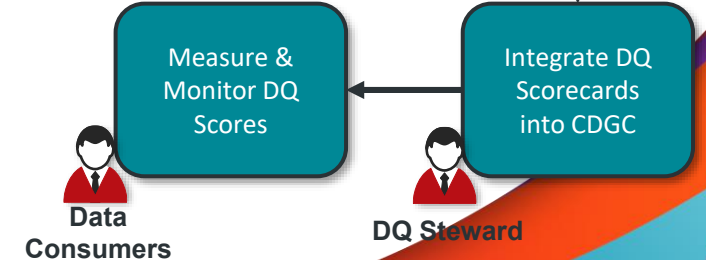 Measure &
Monitor DQ
Scores
Integrate DQ
Scorecards
into CDGC
Data
Consumers
DQ Steward